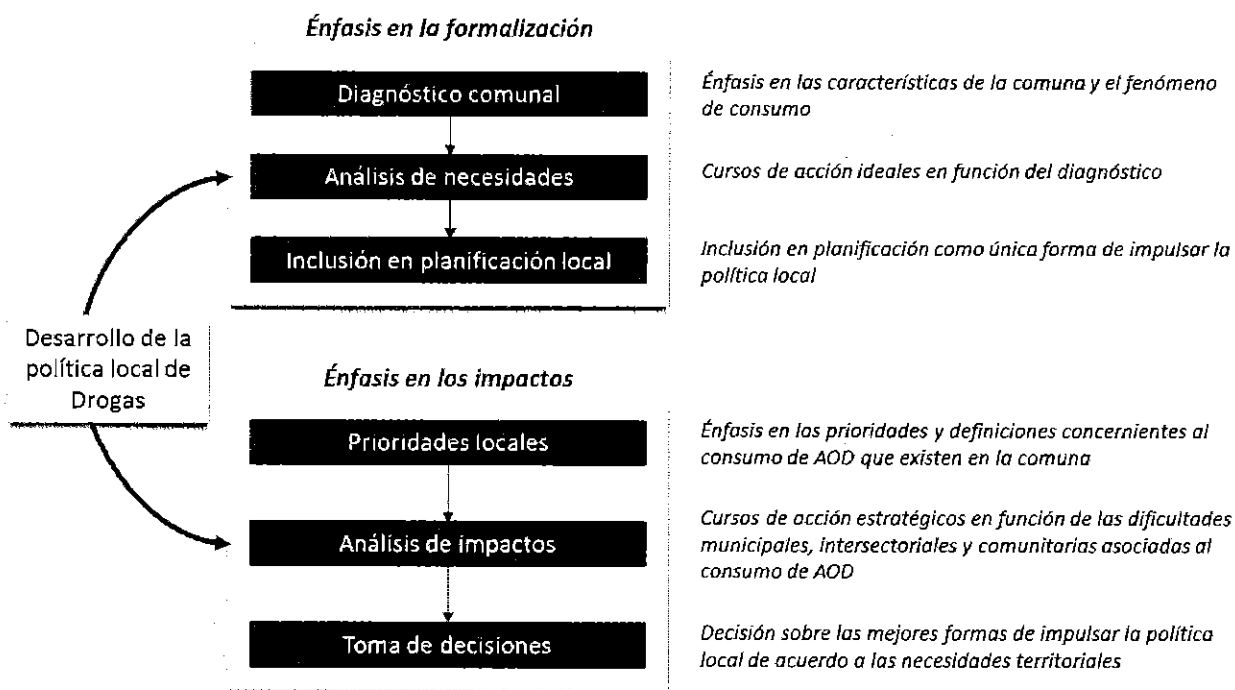 Énfasis en la formalización
Diagnóstico comunal
Énfasis en las características de la comuna y el fenómeno
de consumo
Análisis de necesidades
Cursos de acción ideales en función del diagnóstico
Inclusión en planificación local
Inclusión en planificación como única forma de impulsar la
política local
Desarrollo de la
política local de
Drogas
Énfasis en los impactos
Prioridades locales
Énfasis en las prioridades y definiciones concernientes al
consumo de AOD que existen en la comuna
Análisis de impactos
Cursos de acción estratégicos en función de las dificultades
municipales, intersectoriales y comunitarias asociadas al
consumo de AOD
Toma de decisiones
Decisión sobre las mejores formas de impulsar la política
local de acuerdo a las necesidades territoriales